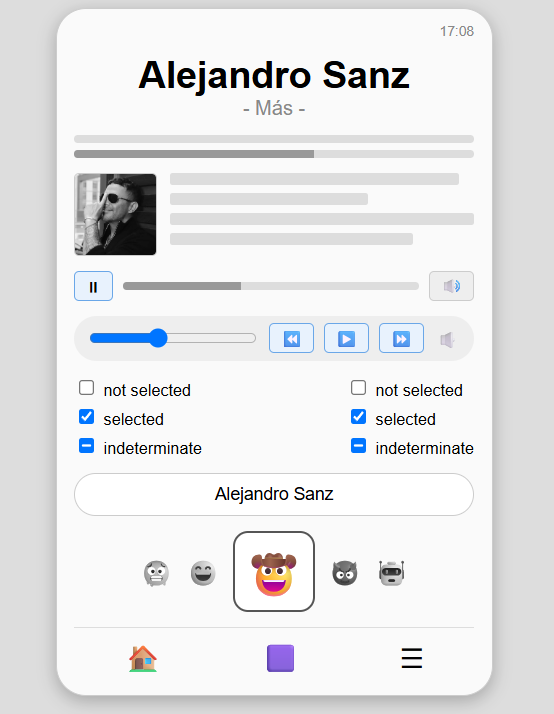 17:08
Alejandro Sanz
- Más -
not selected
not selected
selected
selected
indeterminate
indeterminate
Alejandro Sanz